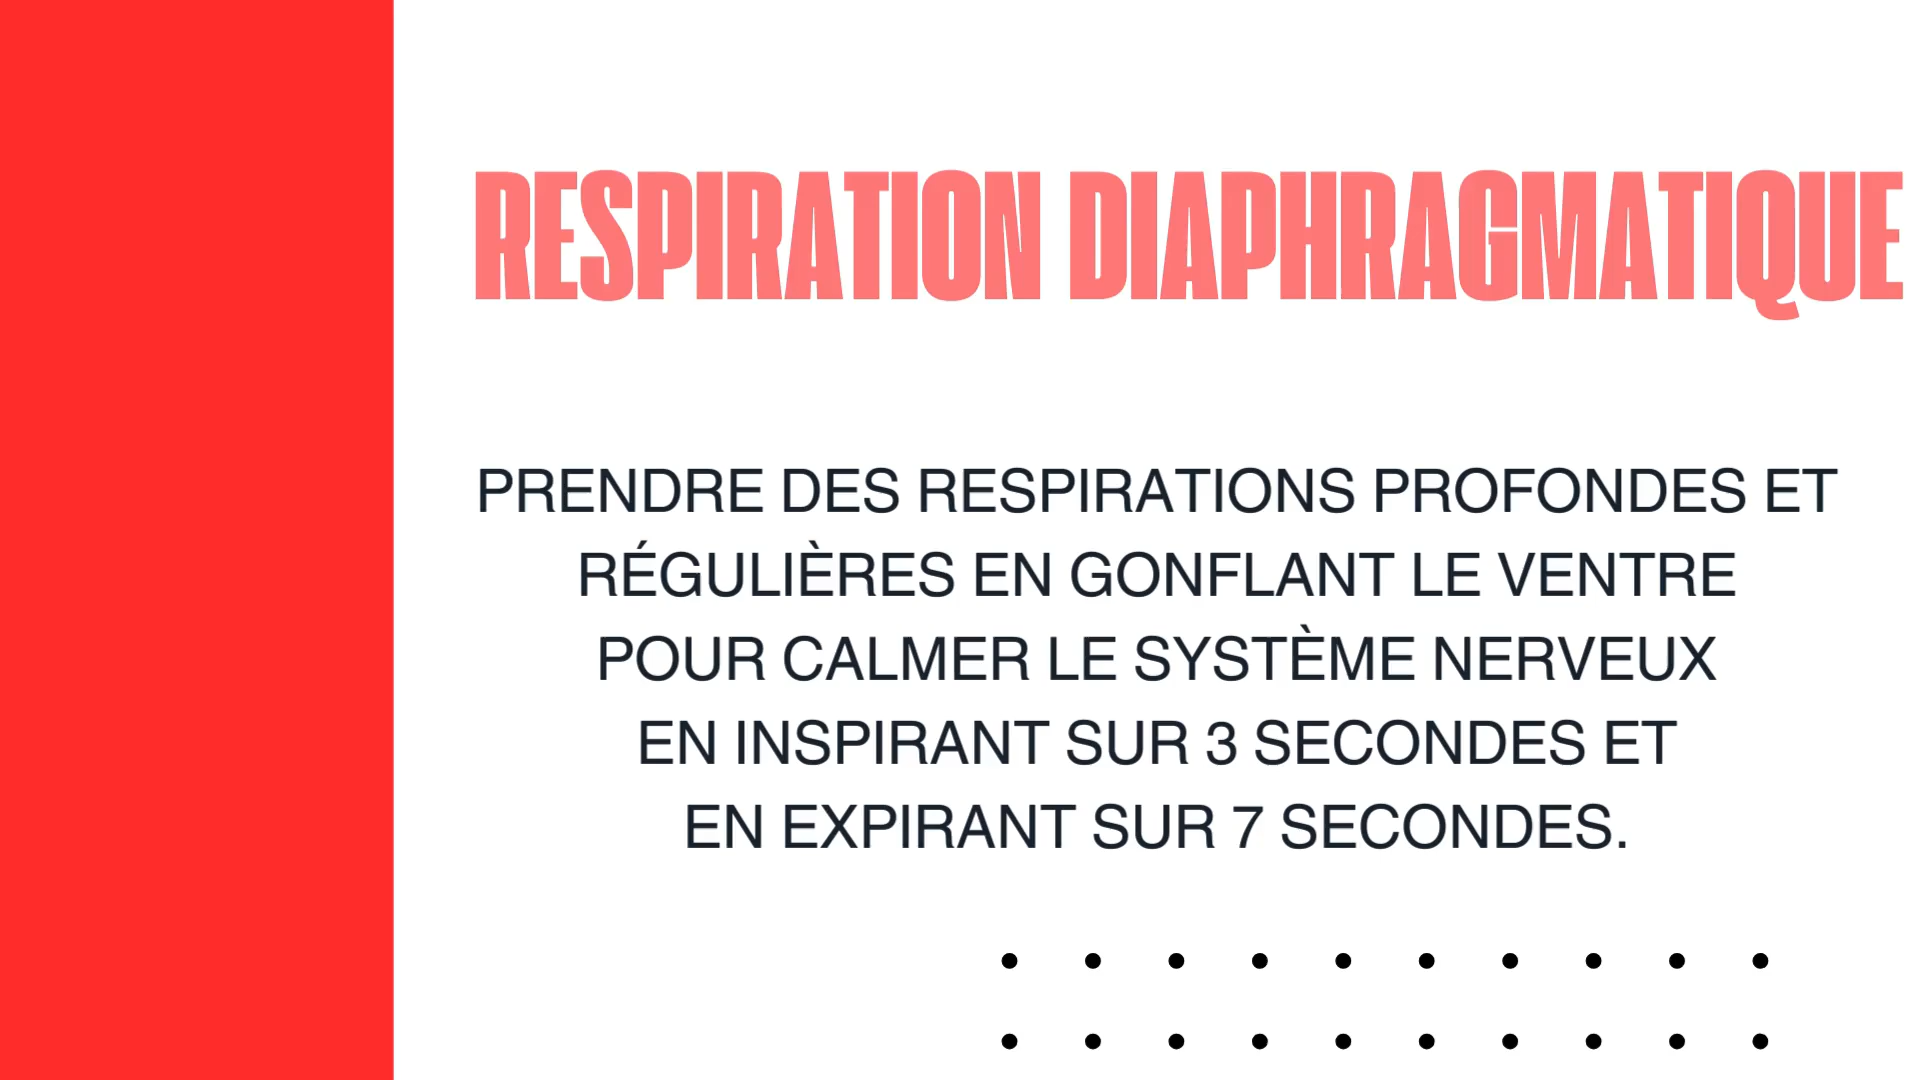 RESPIRATION DIAPHRAGMATIQUE
PRENDRE DES RESPIRATIONS PROFONDES ET
RÉGULIÈRES EN GONFLANT LE VENTRE
POUR CALMER LE SYSTÈME NERVEUX
EN INSPIRANT SUR 3 SECONDES ET
EN EXPIRANT SUR 7 SECONDES.